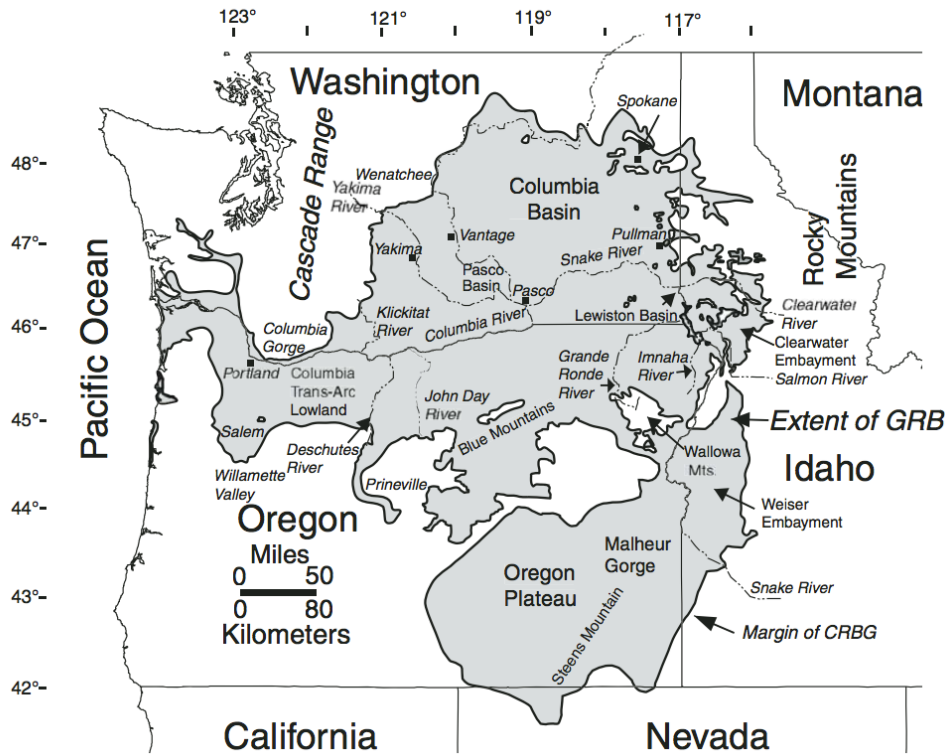 123°
121°
119°
117°
Washington
Montana
Spokane
48°
Cascade Range
Wenatchee
Yakima
River
Columbia
Basin
Rocky
Mountains
47°
Vantage
Pullman
Yakima
Snake River
Pasco
Basin
Pasco
Pacific Ocean
Klickitat
River
Columbia River
Lewiston Basin
Clearwater
River
46°
Columbia
Gorge
Clearwater
Embayment
Grande
Ronde
River
Imnaha
River
Salmon River
Portland
Columbia
Trans-Arc
Lowland
John Day
River
45°
Extent of GRB
Salem
Blue Mountains
Deschutes
River
Wallowa
Mts.
Idaho
Willamette
Valley
Prineville
44°
Weiser
Embayment
Oregon
Miles
0 50
0 80
Kilometers
Malheur
Gorge
Oregon
Plateau
43°
Snake River
Steens Mountain
Margin of CRBG
42°
California
Nevada